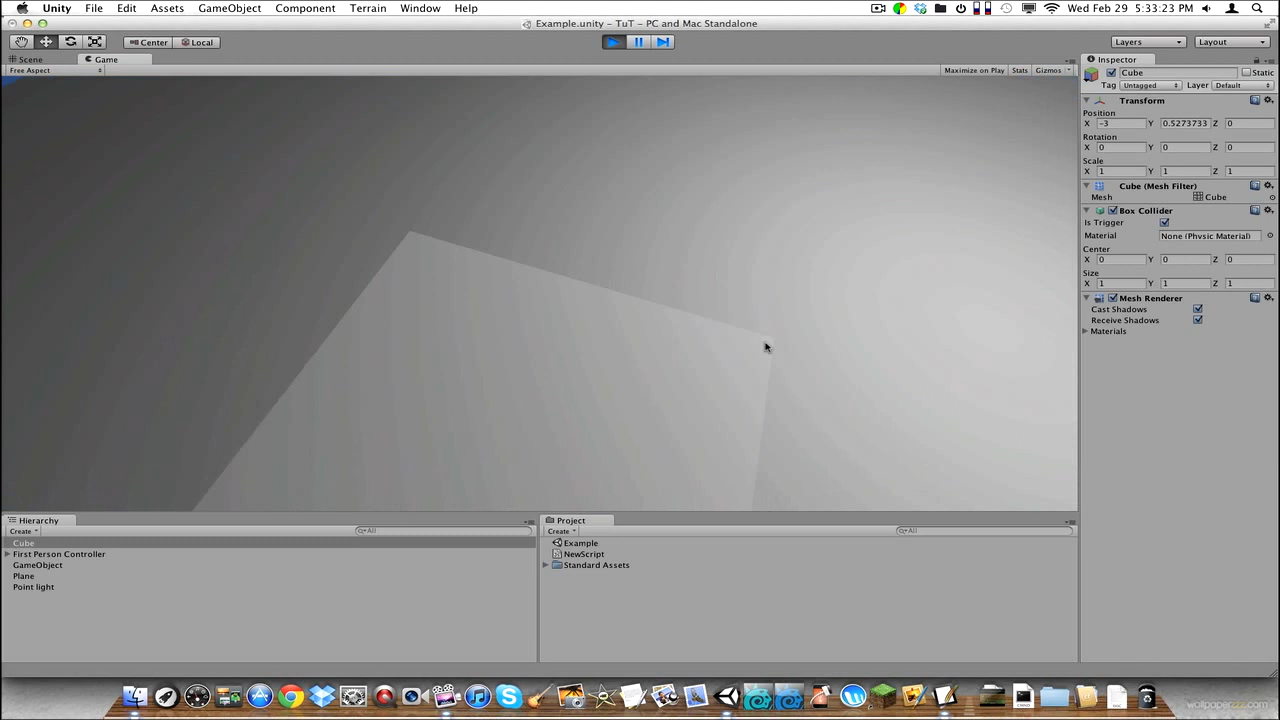 Unity File Edit Assets GameObject Component Terrain Window Help Wed Feb 29 5:33:23 PM
Example.unity – TuT – PC and Mac Standalone
Center Local Layers Layout
Scene Game Inspector
Free Aspect Maximize on Play Stats Gizmos
Cube Static
Tag Untagged Layer Default
Transform
Position
X -3 Y 0.5273733 Z 0
Rotation
X 0 Y 0 Z 0
Scale
X 1 Y 1 Z 1
Cube (Mesh Filter)
Mesh Cube
Box Collider
Is Trigger
Material None (Physic Material)
Center
X 0 Y 0 Z 0
Size
X 1 Y 1 Z 1
Mesh Renderer
Cast Shadows
Receive Shadows
Materials
Hierarchy
Create All
Cube
First Person Controller
GameObject
Plane
Point light
Project
Create All
Example
NewScript
Standard Assets
wallpaperzzz.com